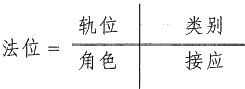 轨位 类别
法位 =
角色 接应